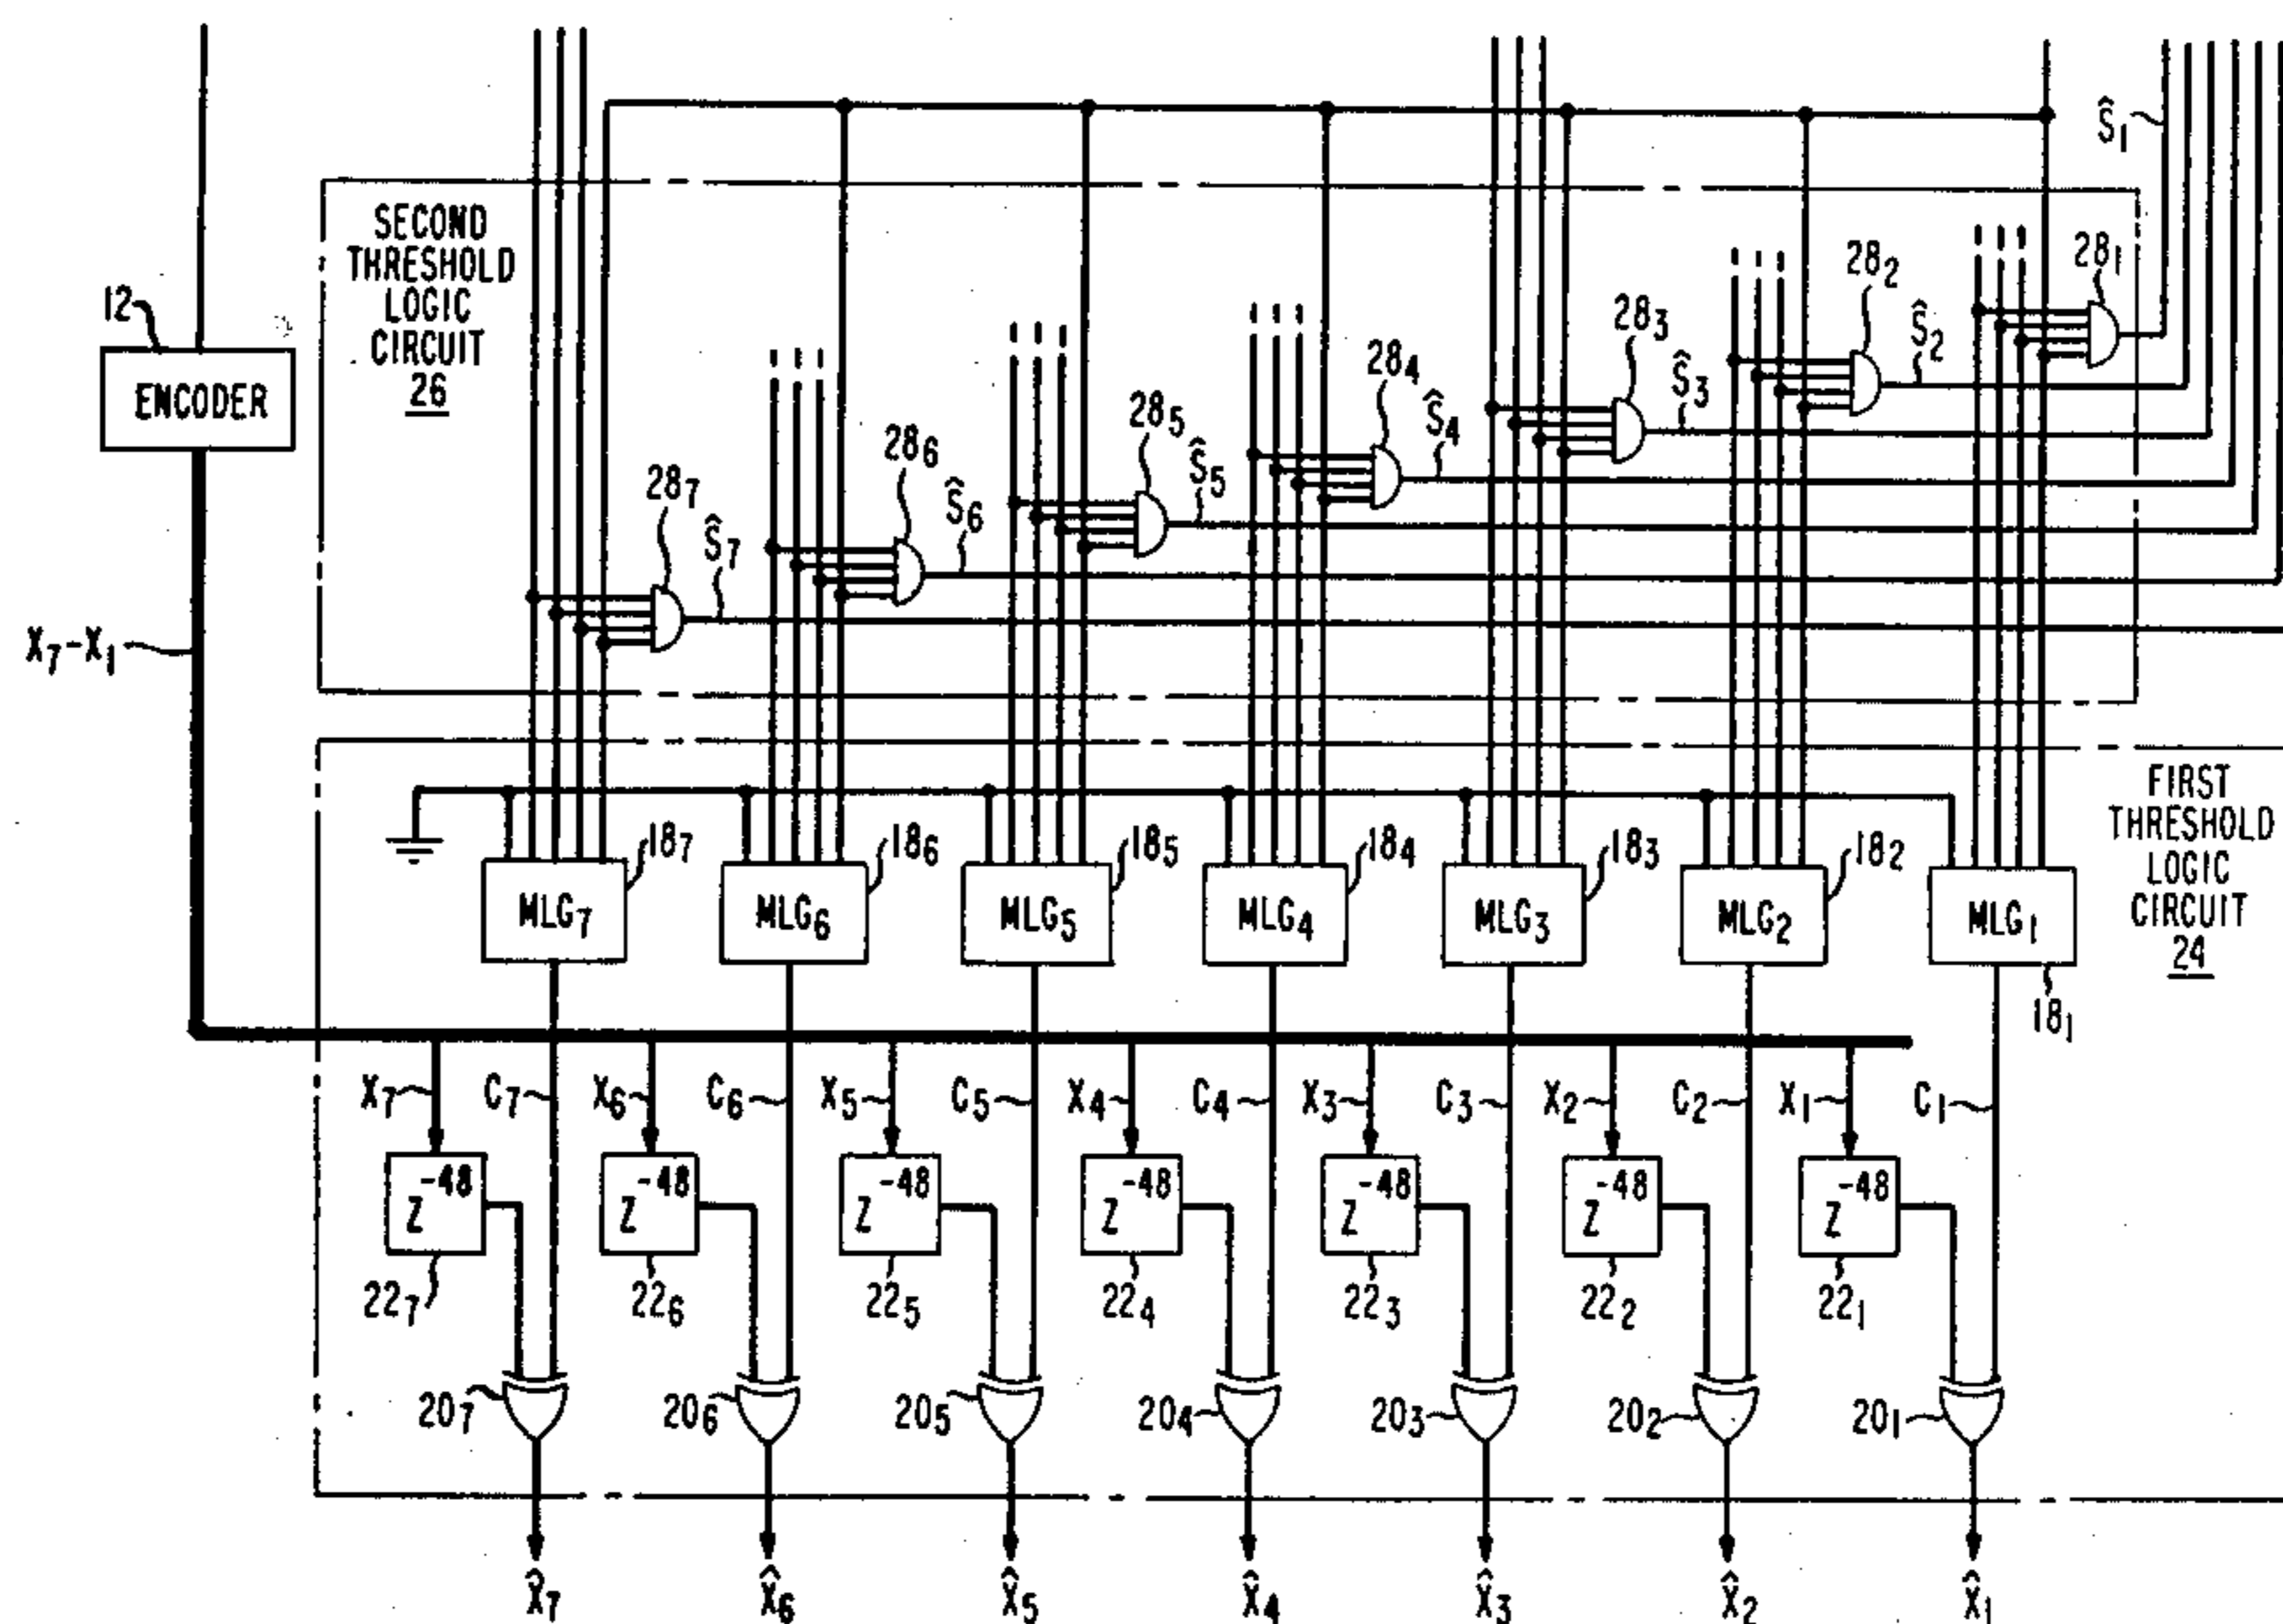 Ŝ₁
SECOND
THRESHOLD
LOGIC
CIRCUIT
26
28₁
28₂
28₃
28₄
28₅
28₆
28₇
12
ENCODER
Ŝ₂
Ŝ₃
Ŝ₄
Ŝ₅
Ŝ₆
Ŝ₇
X₇-X₁
FIRST
THRESHOLD
LOGIC
CIRCUIT
24
18₇ 18₆ 18₅ 18₄ 18₃ 18₂
MLG₇ MLG₆ MLG₅ MLG₄ MLG₃ MLG₂ MLG₁
18₁
X₇ C₇ X₆ C₆ X₅ C₅ X₄ C₄ X₃ C₃ X₂ C₂ X₁ C₁
Z⁻⁴⁸ Z⁻⁴⁸ Z⁻⁴⁸ Z⁻⁴⁸ Z⁻⁴⁸ Z⁻⁴⁸ Z⁻⁴⁸
22₇ 22₆ 22₅ 22₄ 22₃ 22₂ 22₁
20₇ 20₆ 20₅ 20₄ 20₃ 20₂ 20₁
X̂₇ X̂₆ X̂₅ X̂₄ X̂₃ X̂₂ X̂₁